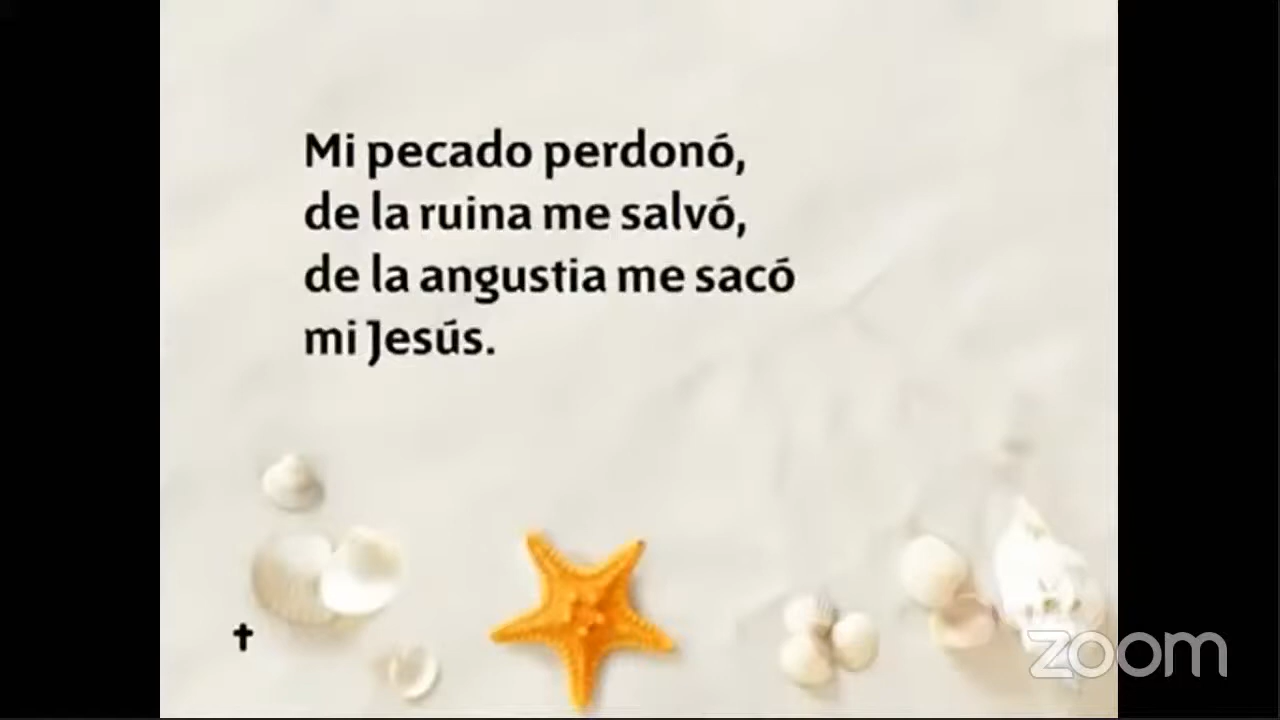 Mi pecado perdonó,
de la ruina me salvó,
de la angustia me sacó
mi Jesús.
zoom